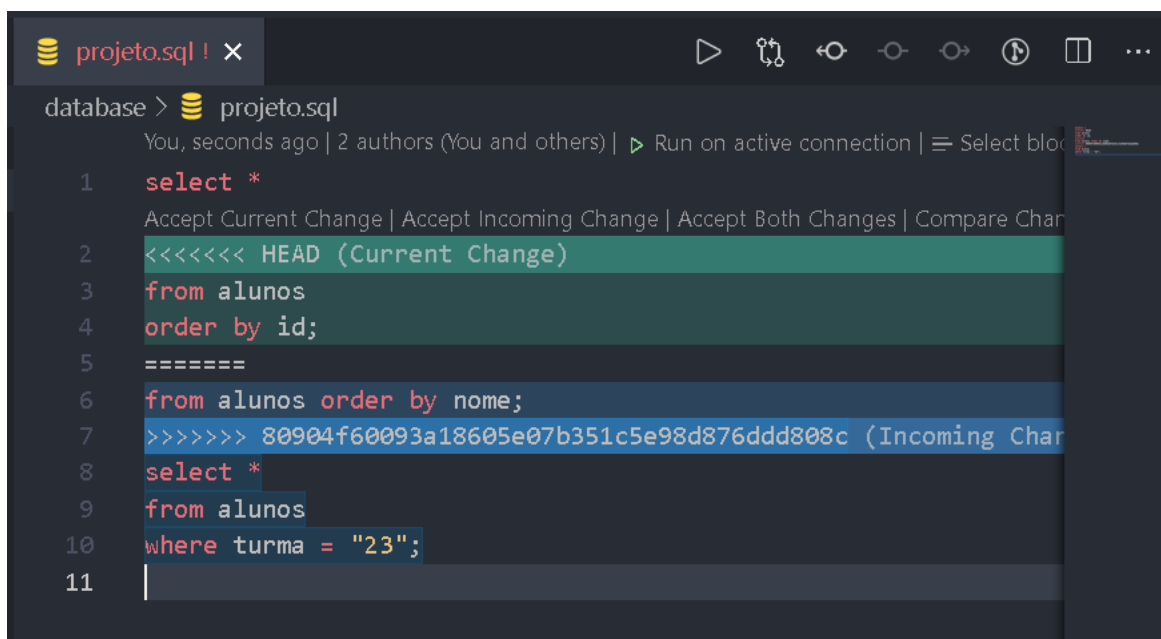 projeto.sql !
database > projeto.sql
You, seconds ago | 2 authors (You and others) | Run on active connection | Select bloc
1 select *
Accept Current Change | Accept Incoming Change | Accept Both Changes | Compare Char
2 <<<<<<< HEAD (Current Change)
3 from alunos
4 order by id;
5 =======
6 from alunos order by nome;
7 >>>>>>> 80904f60093a18605e07b351c5e98d876ddd808c (Incoming Char
8 select *
9 from alunos
10 where turma = "23";
11